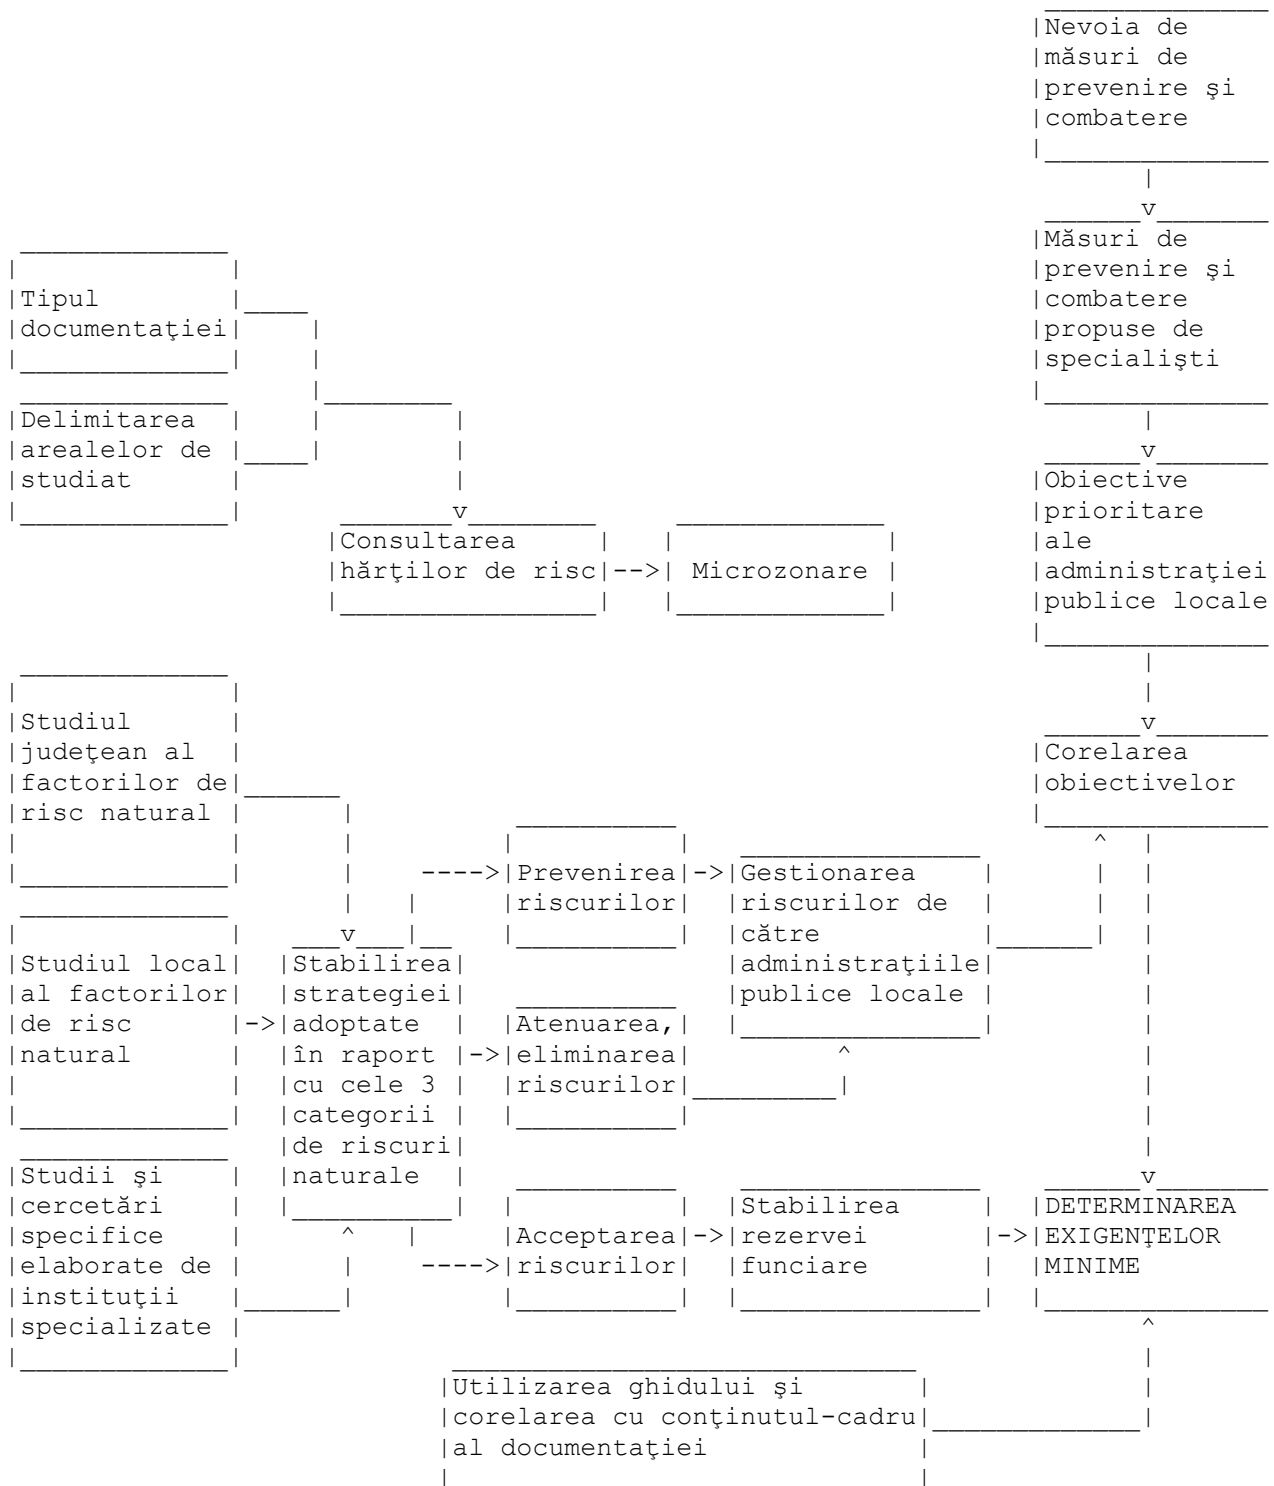 Nevoia de
măsuri de
prevenire şi
combatere
Măsuri de
prevenire şi
combatere
propuse de
specialişti
Tipul
documentaţiei
Delimitarea
arealelor de
studiat
Obiective
prioritare
ale
administraţiei
publice locale
Consultarea
hărţilor de risc
Microzonare
Studiul
judeţean al
factorilor de
risc natural
Corelarea
obiectivelor
Prevenirea
riscurilor
Gestionarea
riscurilor de
către
administraţiile
publice locale
Studiul local
al factorilor
de risc
natural
Stabilirea
strategiei
adoptate
în raport
cu cele 3
categorii
de riscuri
naturale
Atenuarea,
eliminarea
riscurilor
Studii şi
cercetări
specifice
elaborate de
instituţii
specializate
Acceptarea
riscurilor
Stabilirea
rezervei
funciare
DETERMINAREA
EXIGENŢELOR
MINIME
Utilizarea ghidului şi
corelarea cu conţinutul-cadru
al documentaţiei